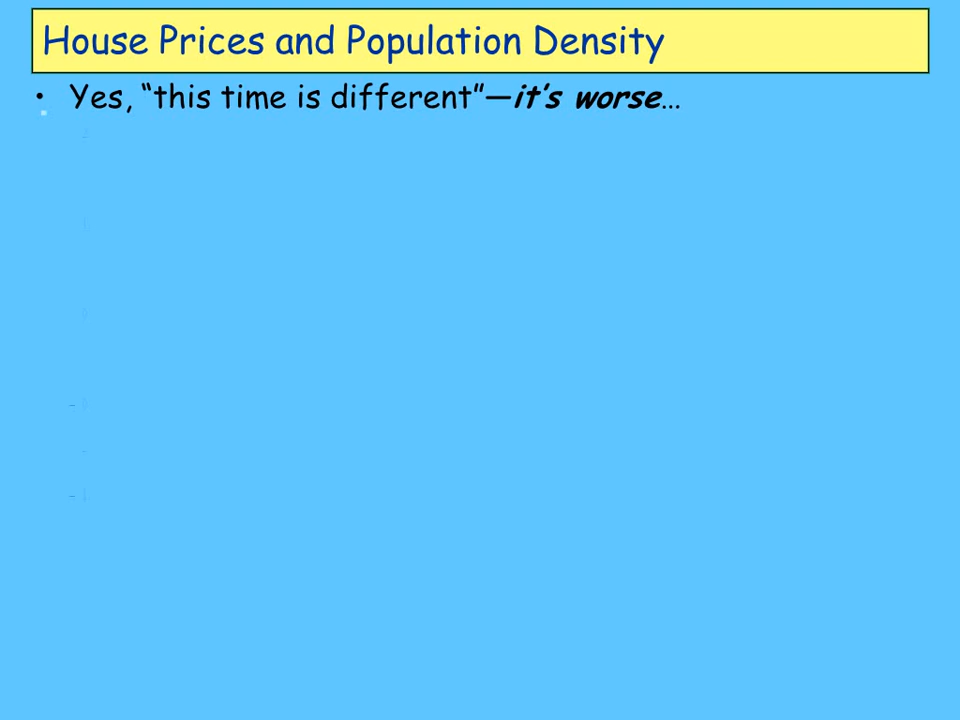 House Prices and Population Density
• Yes, “this time is different”—it’s worse…